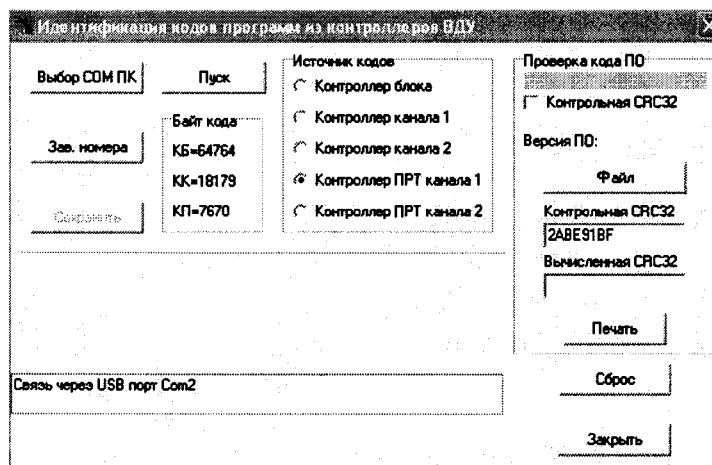 Идентификация кодов программ из контроллеров ВДУ
Выбор COM ПК
Пуск
Зав. номера
Сохранить
Байт кода
КБ=64764
КК=18179
КП=7670
Источник кодов
Контроллер блока
Контроллер канала 1
Контроллер канала 2
Контроллер ПРТ канала 1
Контроллер ПРТ канала 2
Проверка кода ПО
Контрольная CRC32
Версия ПО:
Файл
Контрольная CRC32
2ABE91BF
Вычисленная CRC32
Печать
Связь через USB порт Com2
Сброс
Закрыть